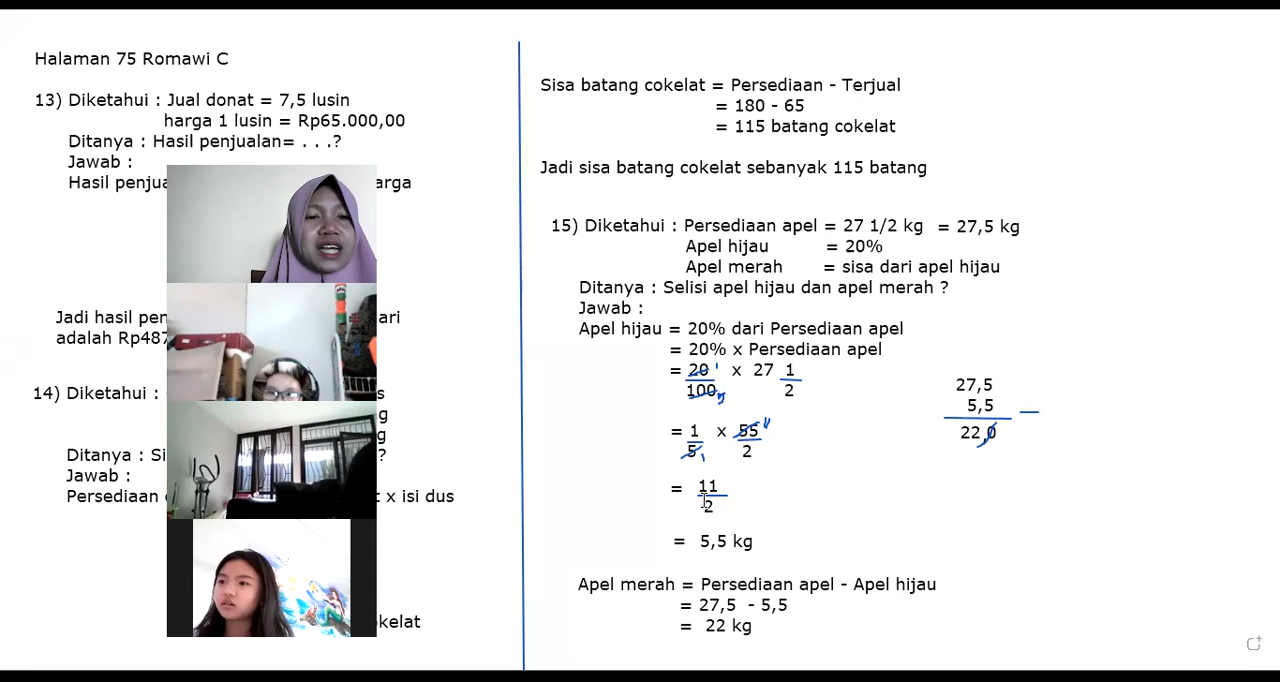 Halaman 75 Romawi C
13) Diketahui : Jual donat = 7,5 lusin
harga 1 lusin = Rp65.000,00
Ditanya : Hasil penjualan= . . .?
Jawab :
Hasil penjua
arga
Jadi hasil pen
ari
adalah Rp487
14) Diketahui :
s
g
g
Ditanya : Si
?
Jawab :
Persediaan
x isi dus
kelat
Sisa batang cokelat = Persediaan - Terjual
= 180 - 65
= 115 batang cokelat
Jadi sisa batang cokelat sebanyak 115 batang
15) Diketahui : Persediaan apel = 27 1/2 kg = 27,5 kg
Apel hijau = 20%
Apel merah = sisa dari apel hijau
Ditanya : Selisi apel hijau dan apel merah ?
Jawab :
Apel hijau = 20% dari Persediaan apel
= 20% x Persediaan apel
= 20 1 x 27 1
100 5 2
= 1 x 55 11
5 1 2
= 11
2
= 5,5 kg
27,5
5,5 —
22,0
Apel merah = Persediaan apel - Apel hijau
= 27,5 - 5,5
= 22 kg